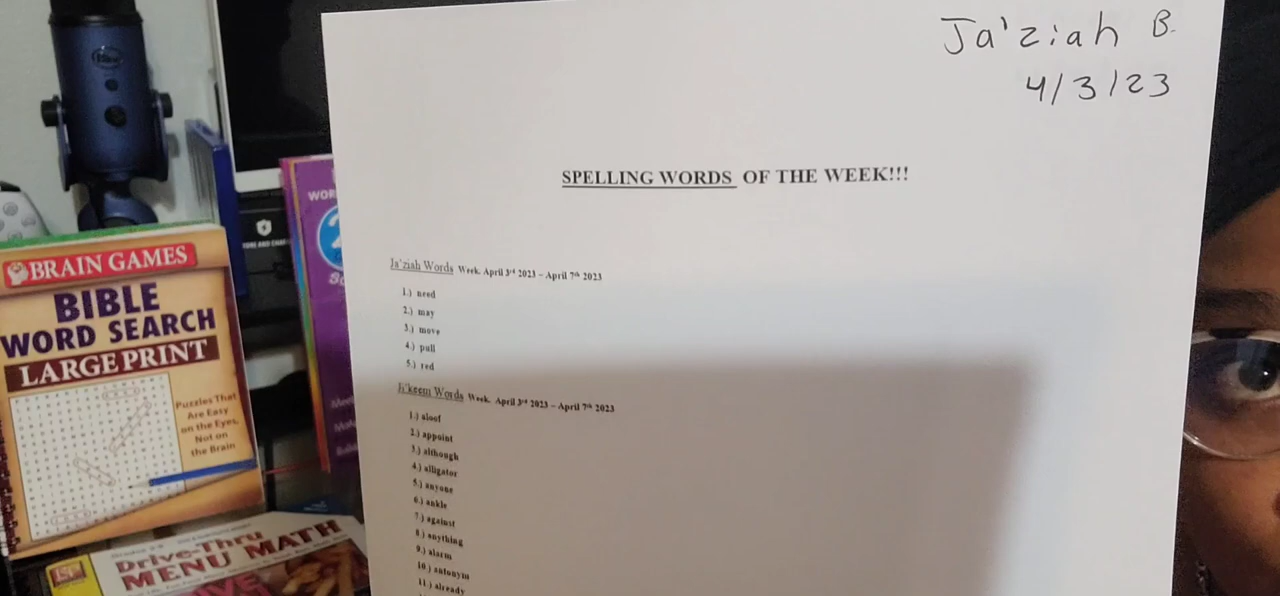 Ja'ziah B.
4/3/23
SPELLING WORDS OF THE WEEK!!!
Ja'ziah Words Week. April 3rd 2023 – April 7th 2023
1.) need
2.) may
3.) move
4.) pull
5.) red
Ja'keem Words Week. April 3rd 2023 – April 7th 2023
1.) aloof
2.) appoint
3.) although
4.) alligator
5.) anyone
6.) ankle
7.) against
8.) anything
9.) alarm
10.) antonym
11.) already
BRAIN GAMES
BIBLE
WORD SEARCH
LARGE PRINT
Puzzles That
Are Easy
on the Eyes,
Not on
the Brain
Drive-Thru
MENU MATH
Blue
WOR
2